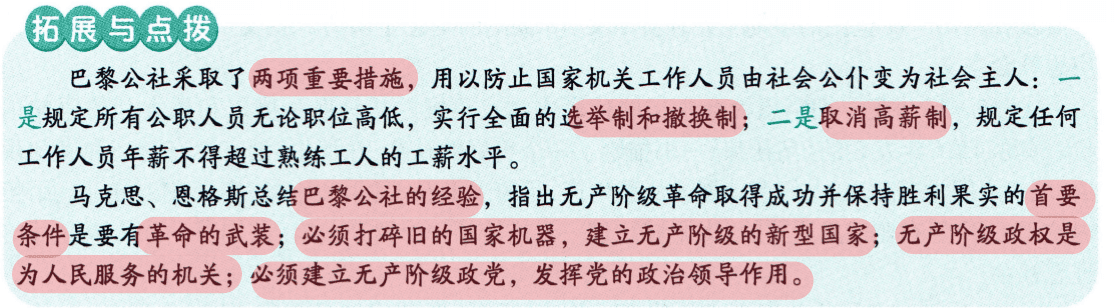 拓展与点拨
巴黎公社采取了两项重要措施，用以防止国家机关工作人员由社会公仆变为社会主人：一
是规定所有公职人员无论职位高低，实行全面的选举制和撤换制；二是取消高薪制，规定任何
工作人员年薪不得超过熟练工人的工薪水平。
马克思、恩格斯总结巴黎公社的经验，指出无产阶级革命取得成功并保持胜利果实的首要
条件是要有革命的武装；必须打碎旧的国家机器，建立无产阶级的新型国家；无产阶级政权是
为人民服务的机关；必须建立无产阶级政党，发挥党的政治领导作用。